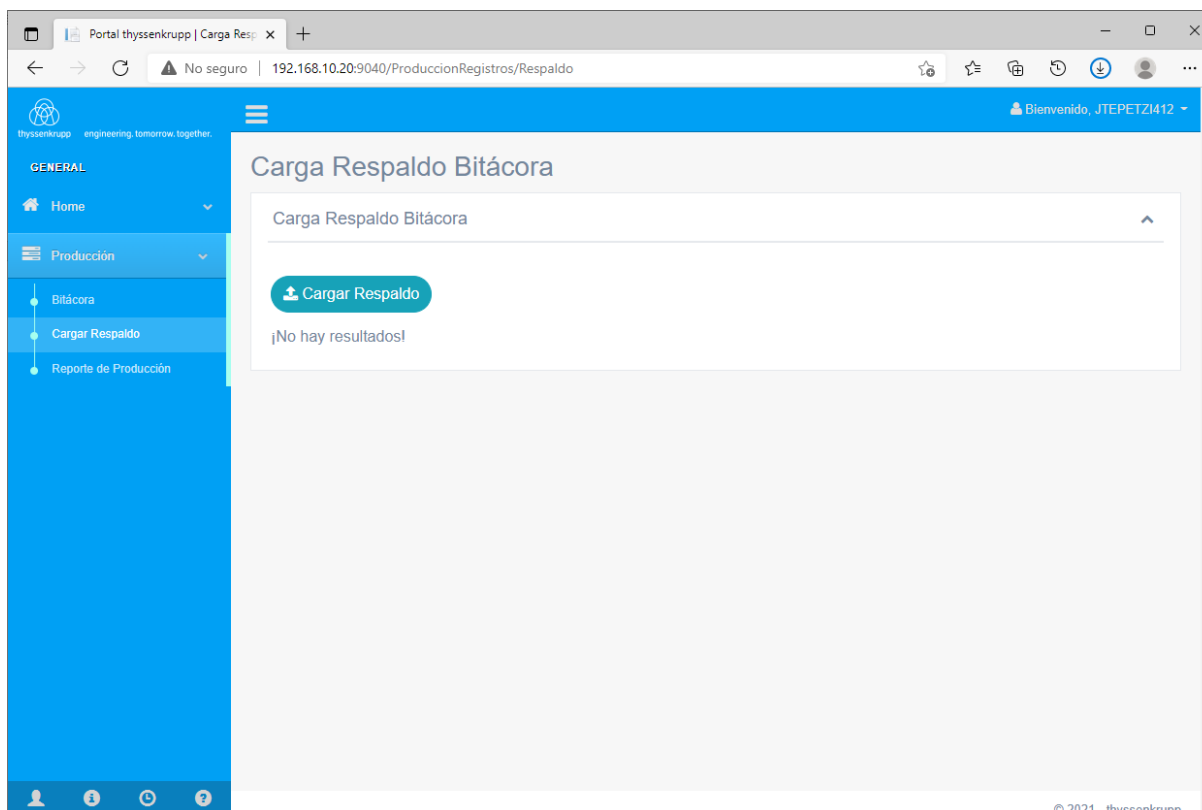 Portal thyssenkrupp | Carga Resp
No seguro | 192.168.10.20:9040/ProduccionRegistros/Respaldo
thyssenkrupp engineering.tomorrow.together.
Bienvenido, JTEPETZI412
GENERAL
Home
Producción
Bitácora
Cargar Respaldo
Reporte de Producción
Carga Respaldo Bitácora
Carga Respaldo Bitácora
Cargar Respaldo
¡No hay resultados!
© 2021 - thyssenkrupp